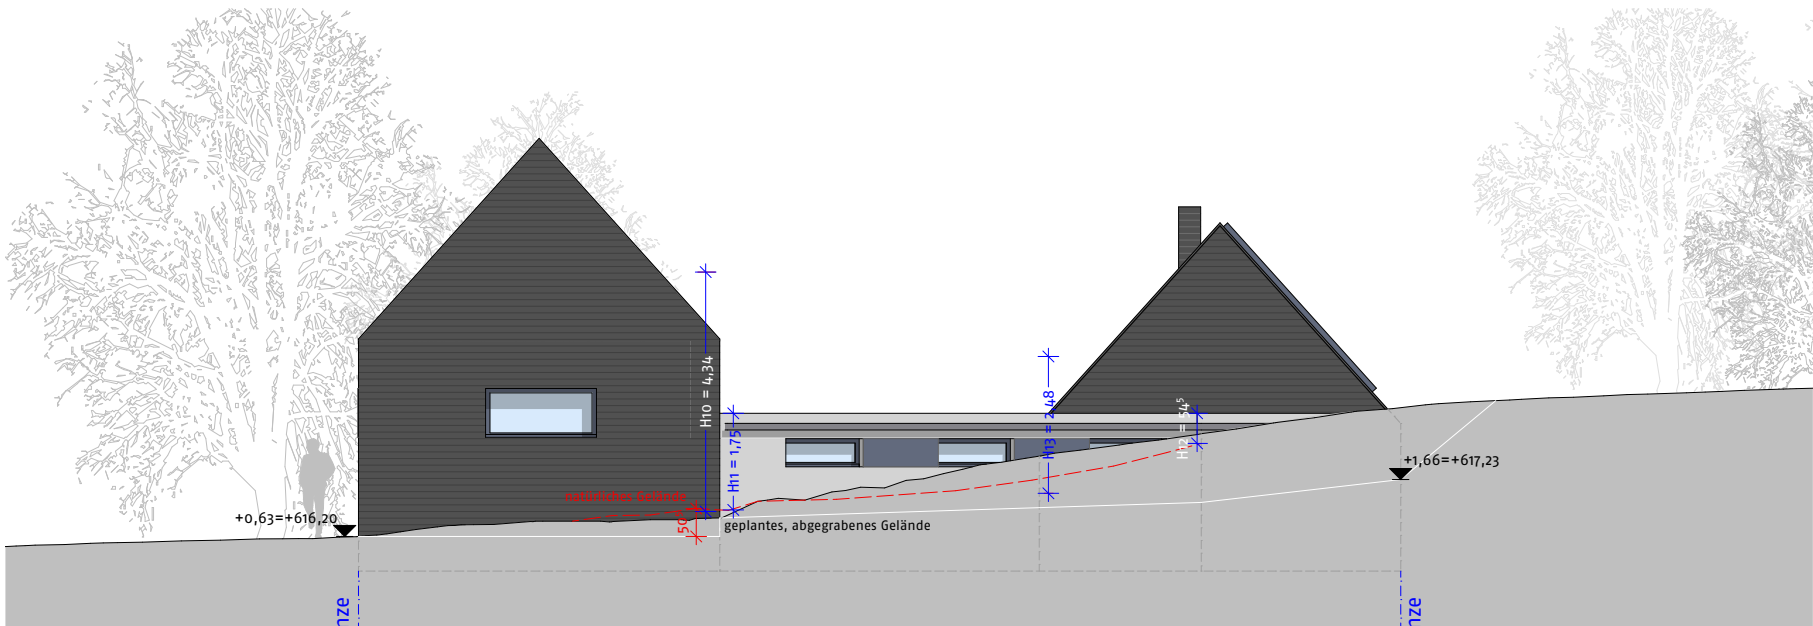 H10 = 4,34
H11 = 1,75
H13 = 2,48
H12 = 54⁵
natürliches Gelände
50
geplantes, abgegrabenes Gelände
+0,63=+616,20
+1,66=+617,23
nze
nze